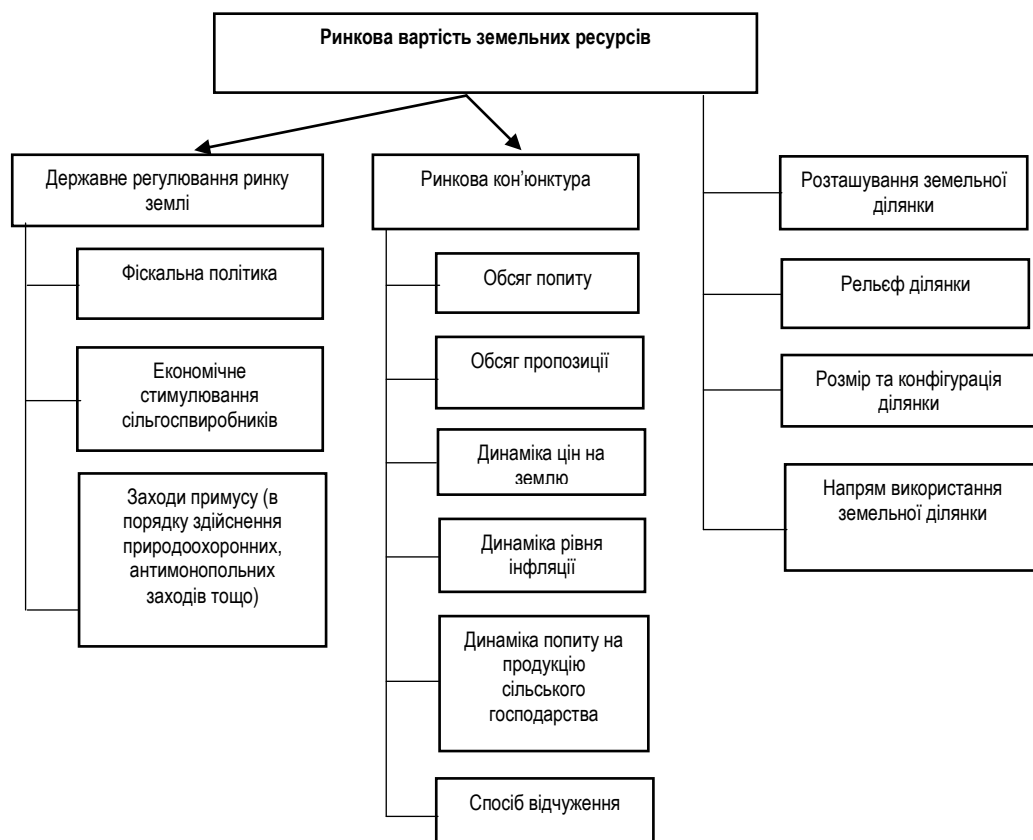 Ринкова вартість земельних ресурсів
Державне регулювання ринку
землі
Фіскальна політика
Економічне
стимулювання
сільгоспвиробників
Заходи примусу (в
порядку здійснення
природоохоронних,
антимонопольних
заходів тощо)
Ринкова кон’юнктура
Обсяг попиту
Обсяг пропозиції
Динаміка цін на
землю
Динаміка рівня
інфляції
Динаміка попиту на
продукцію
сільського
господарства
Спосіб відчуження
Розташування земельної
ділянки
Рельєф ділянки
Розмір та конфігурація
ділянки
Напрям використання
земельної ділянки